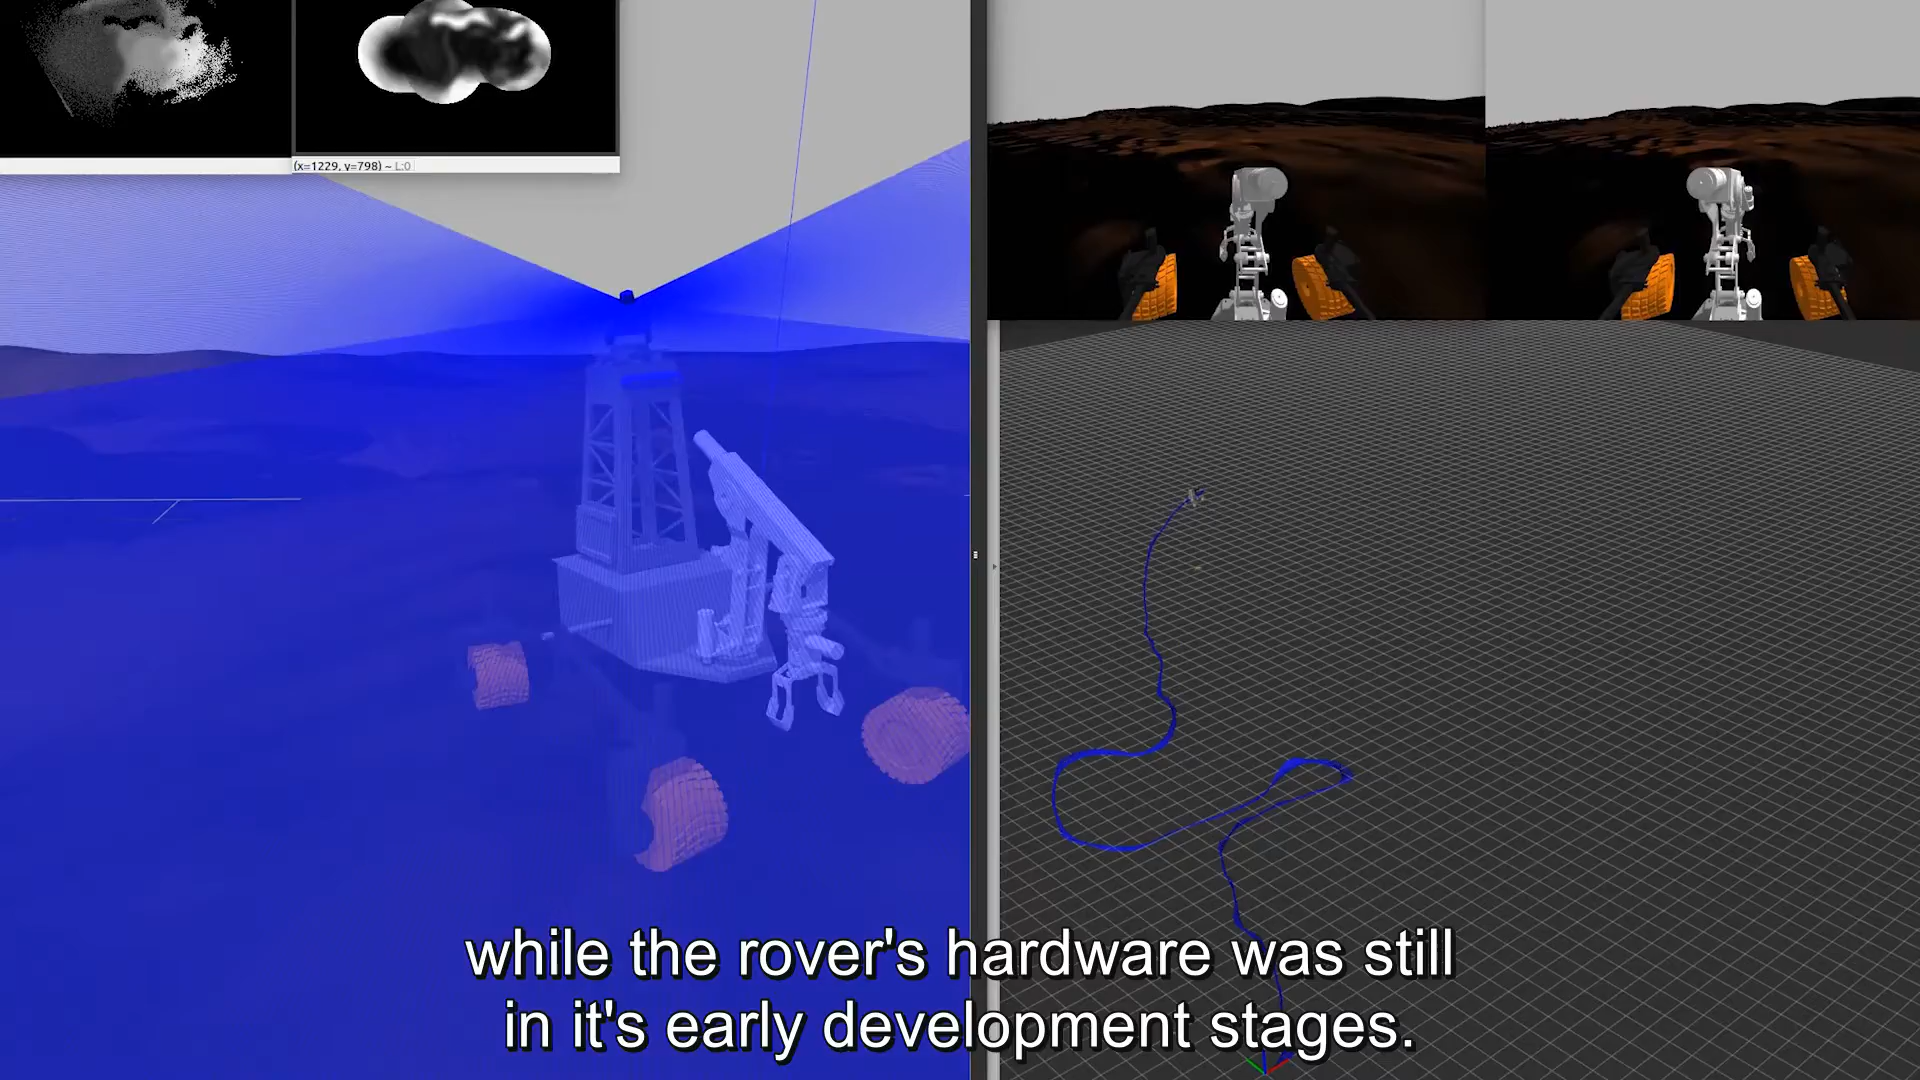 (x=1229, y=798) ~ L:0
while the rover's hardware was still
in it's early development stages.